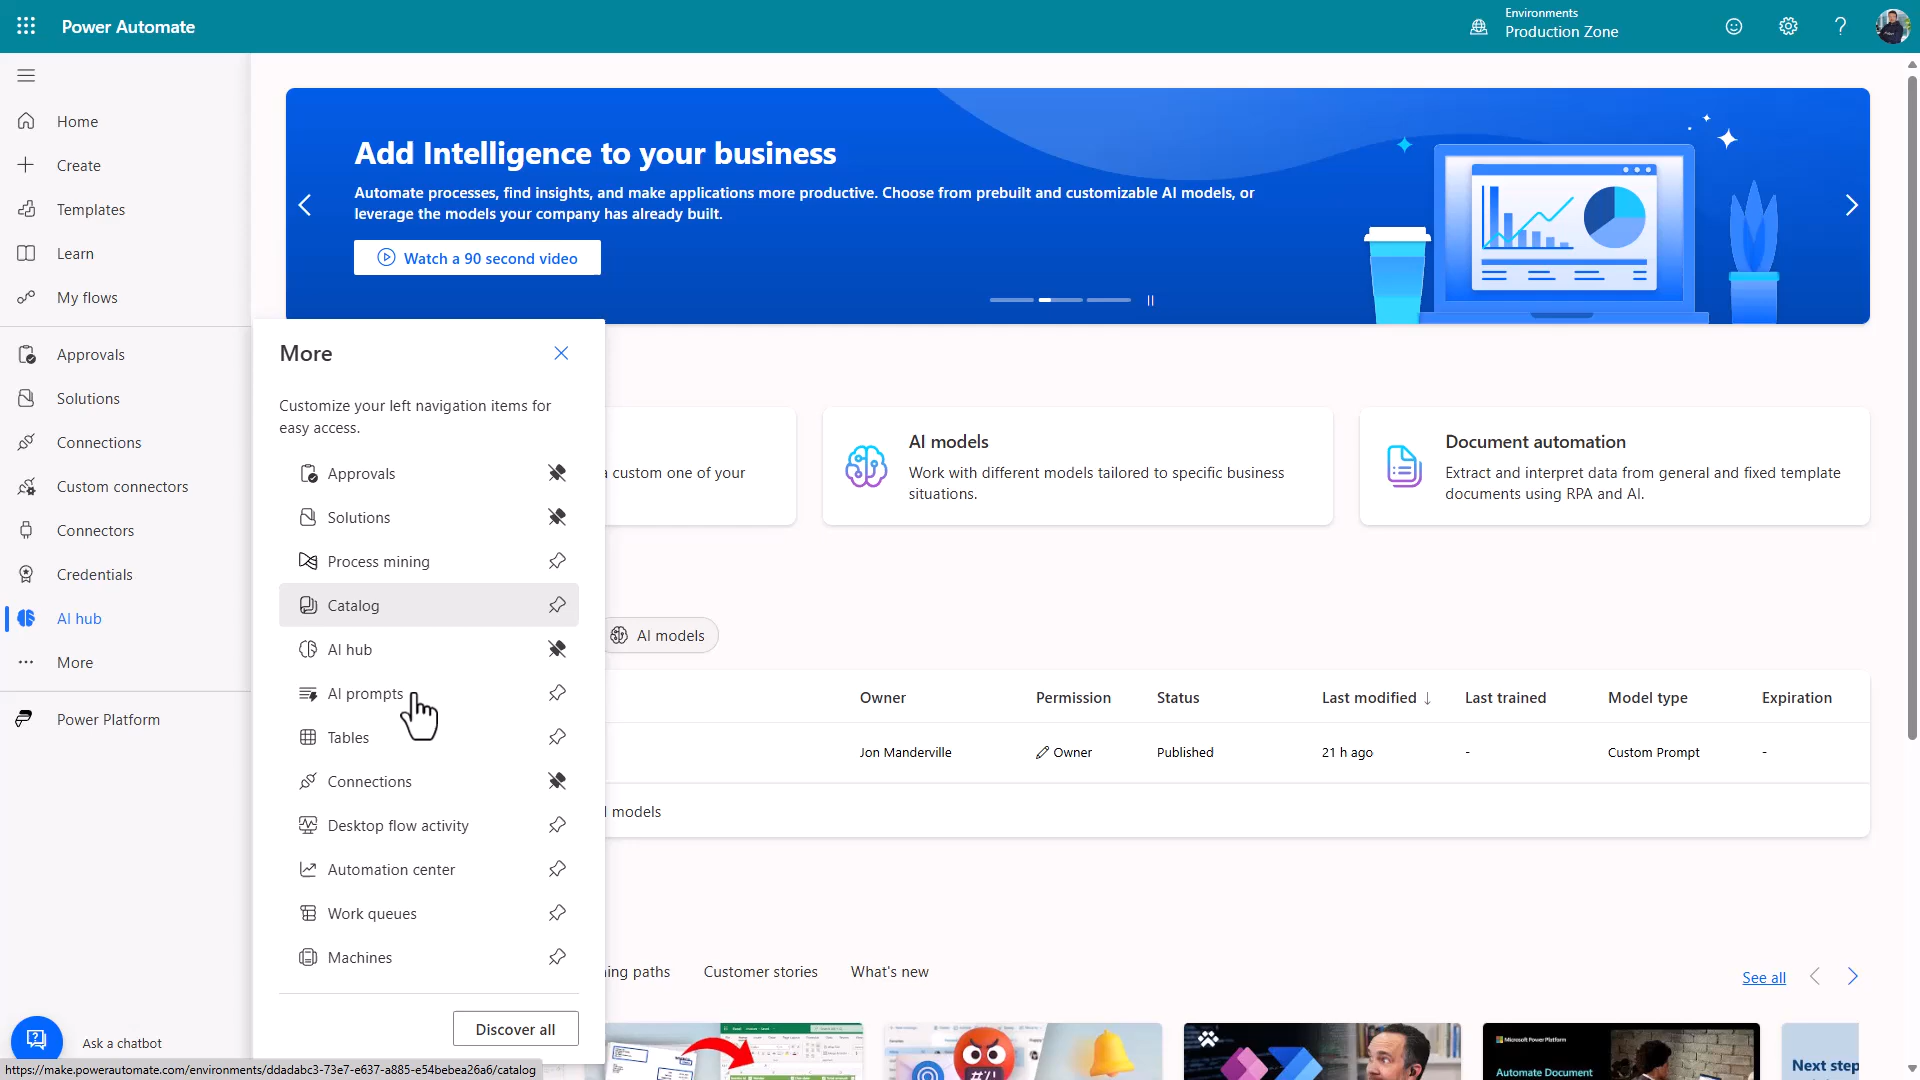 Power Automate
Environments
Production Zone
Home
Create
Templates
Learn
My flows
Approvals
Solutions
Connections
Custom connectors
Connectors
Credentials
AI hub
More
Power Platform
Ask a chatbot
Add Intelligence to your business
Automate processes, find insights, and make applications more productive. Choose from prebuilt and customizable AI models, or
leverage the models your company has already built.
Watch a 90 second video
More
Customize your left navigation items for
easy access.
Approvals
Solutions
Process mining
Catalog
AI hub
AI prompts
Tables
Connections
Desktop flow activity
Automation center
Work queues
Machines
Discover all
a custom one of your
AI models
Work with different models tailored to specific business
situations.
Document automation
Extract and interpret data from general and fixed template
documents using RPA and AI.
AI models
Owner Permission Status Last modified ↓ Last trained Model type Expiration
Jon Manderville Owner Published 21 h ago - Custom Prompt -
models
ing paths Customer stories What's new
See all
#!/
Microsoft Power Platform
Automate Document
Next step
https://make.powerautomate.com/environments/ddadabc3-73e7-e637-a885-e54bebea26a6/catalog